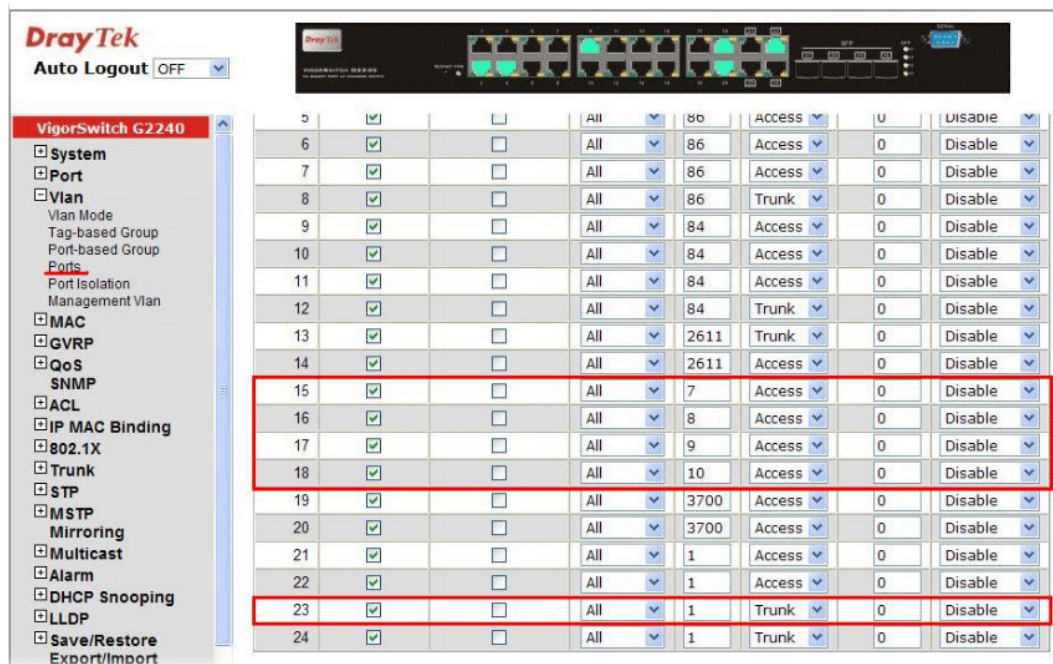 DrayTek
Auto Logout OFF
DrayTek
VIGORSWITCH G2240
SFP
SERIAL
VigorSwitch G2240
System
Port
Vlan
Vlan Mode
Tag-based Group
Port-based Group
Ports
Port Isolation
Management Vlan
MAC
GVRP
QoS
SNMP
ACL
IP MAC Binding
802.1X
Trunk
STP
MSTP
Mirroring
Multicast
Alarm
DHCP Snooping
LLDP
Save/Restore
Export/Import
5 All 86 Access 0 Disable
6 All 86 Access 0 Disable
7 All 86 Access 0 Disable
8 All 86 Trunk 0 Disable
9 All 84 Access 0 Disable
10 All 84 Access 0 Disable
11 All 84 Access 0 Disable
12 All 84 Trunk 0 Disable
13 All 2611 Trunk 0 Disable
14 All 2611 Access 0 Disable
15 All 7 Access 0 Disable
16 All 8 Access 0 Disable
17 All 9 Access 0 Disable
18 All 10 Access 0 Disable
19 All 3700 Access 0 Disable
20 All 3700 Access 0 Disable
21 All 1 Access 0 Disable
22 All 1 Access 0 Disable
23 All 1 Trunk 0 Disable
24 All 1 Trunk 0 Disable